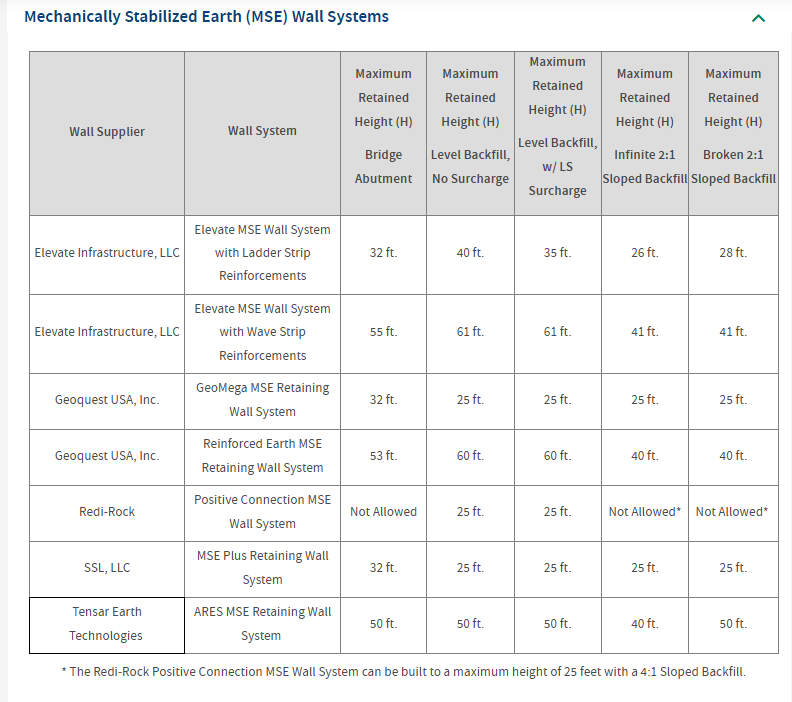 Mechanically Stabilized Earth (MSE) Wall Systems
Wall Supplier
Wall System
Maximum
Retained
Height (H)
Bridge
Abutment
Maximum
Retained
Height (H)
Level Backfill,
No Surcharge
Maximum
Retained
Height (H)
Level Backfill,
w/ LS
Surcharge
Maximum
Retained
Height (H)
Infinite 2:1
Sloped Backfill
Maximum
Retained
Height (H)
Broken 2:1
Sloped Backfill
Elevate Infrastructure, LLC
Elevate MSE Wall System
with Ladder Strip
Reinforcements
32 ft.
40 ft.
35 ft.
26 ft.
28 ft.
Elevate Infrastructure, LLC
Elevate MSE Wall System
with Wave Strip
Reinforcements
55 ft.
61 ft.
61 ft.
41 ft.
41 ft.
Geoquest USA, Inc.
GeoMega MSE Retaining
Wall System
32 ft.
25 ft.
25 ft.
25 ft.
25 ft.
Geoquest USA, Inc.
Reinforced Earth MSE
Retaining Wall System
53 ft.
60 ft.
60 ft.
40 ft.
40 ft.
Redi-Rock
Positive Connection MSE
Wall System
Not Allowed
25 ft.
25 ft.
Not Allowed*
Not Allowed*
SSL, LLC
MSE Plus Retaining Wall
System
32 ft.
25 ft.
25 ft.
25 ft.
25 ft.
Tensar Earth
Technologies
ARES MSE Retaining Wall
System
50 ft.
50 ft.
50 ft.
40 ft.
50 ft.
* The Redi-Rock Positive Connection MSE Wall System can be built to a maximum height of 25 feet with a 4:1 Sloped Backfill.